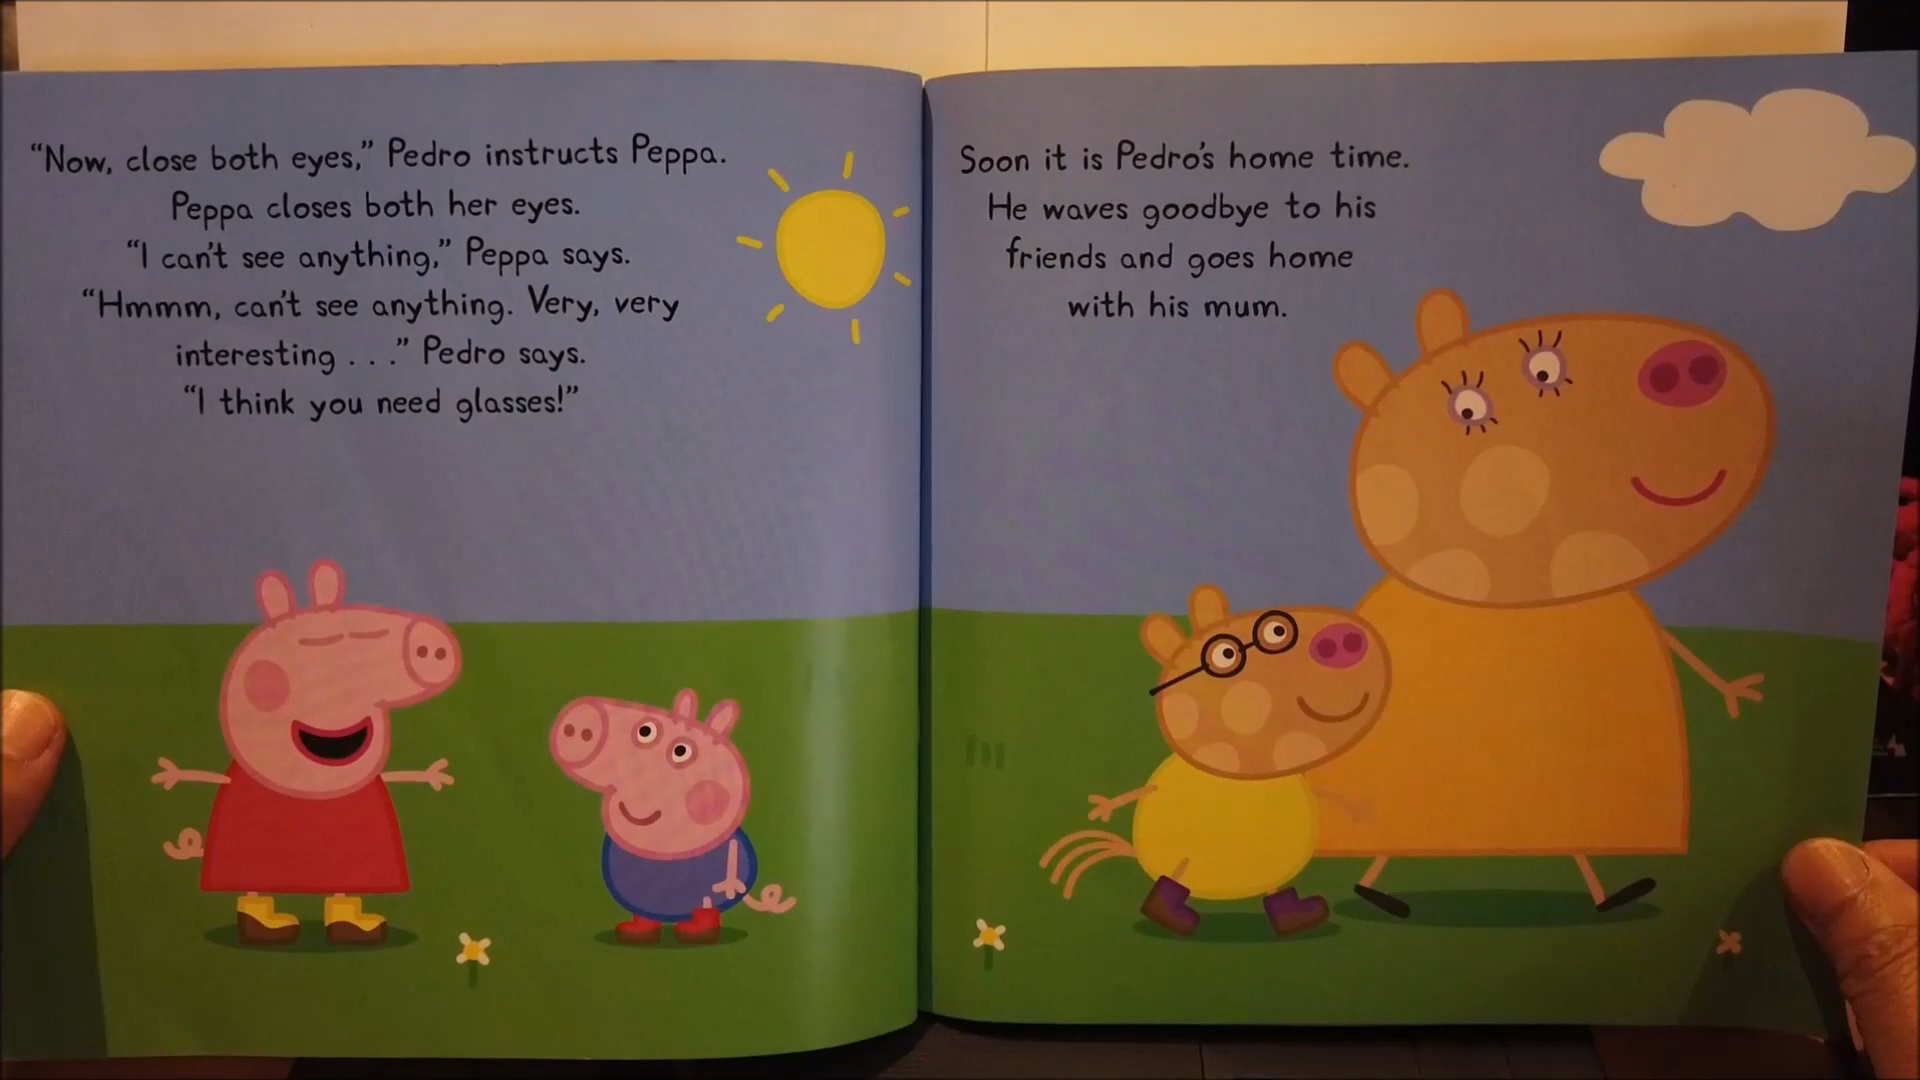 “Now, close both eyes,” Pedro instructs Peppa.
Peppa closes both her eyes.
“I can't see anything,” Peppa says.
“Hmmm, can't see anything. Very, very
interesting . . .” Pedro says.
“I think you need glasses!”
Soon it is Pedro's home time.
He waves goodbye to his
friends and goes home
with his mum.